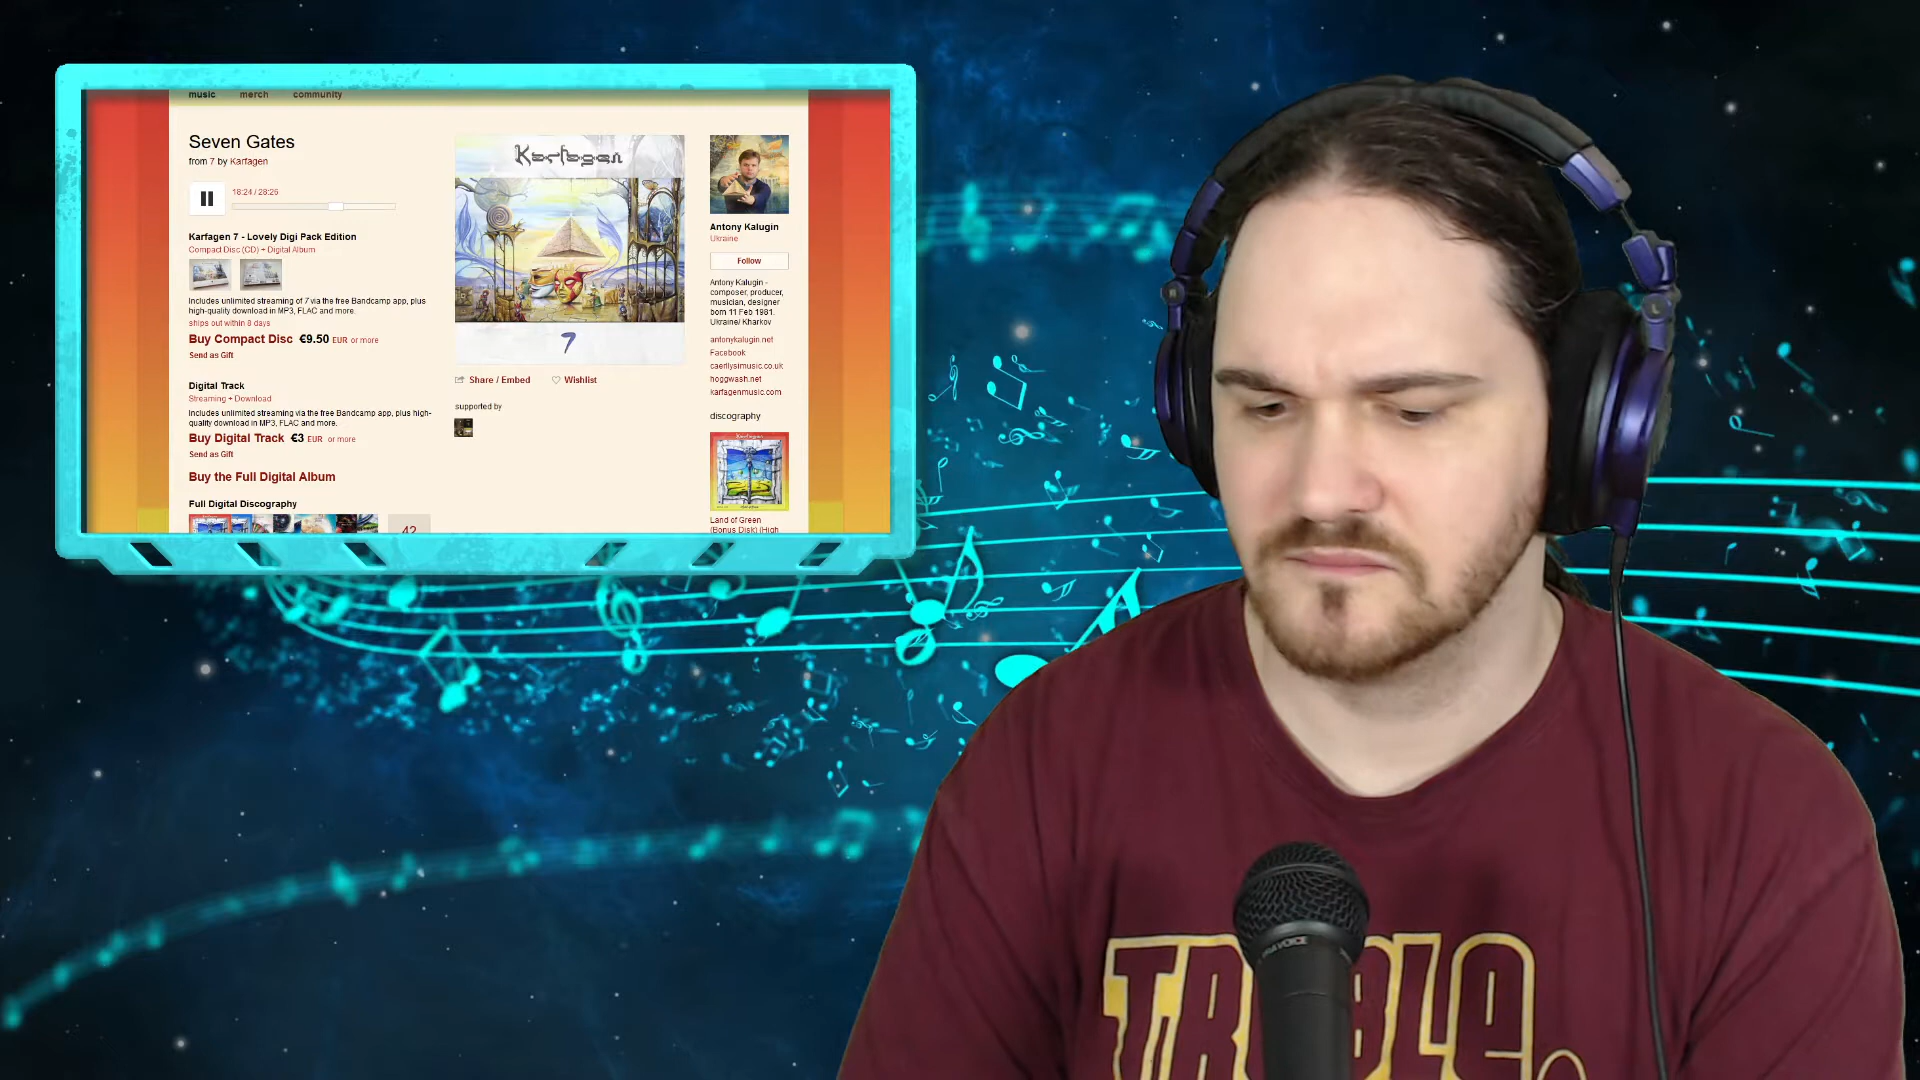 music merch community
Seven Gates
from 7 by Karfagen
18:24 / 28:26
Karfagen 7 - Lovely Digi Pack Edition
Compact Disc (CD) + Digital Album
Includes unlimited streaming of 7 via the free Bandcamp app, plus
high-quality download in MP3, FLAC and more.
ships out within 8 days
Buy Compact Disc €9.50 EUR or more
Send as Gift
Digital Track
Streaming + Download
Includes unlimited streaming via the free Bandcamp app, plus high-
quality download in MP3, FLAC and more.
Buy Digital Track €3 EUR or more
Send as Gift
Buy the Full Digital Album
Full Digital Discography
42
Karfagen
7
Share / Embed Wishlist
supported by
Antony Kalugin
Ukraine
Follow
Antony Kalugin -
composer, producer,
musician, designer
born 11 Feb 1981.
Ukraine/ Kharkov
antonykalugin.net
Facebook
caerllysimusic.co.uk
hoggwash.net
karfagenmusic.com
discography
Land of Green
(Bonus Disk) (High